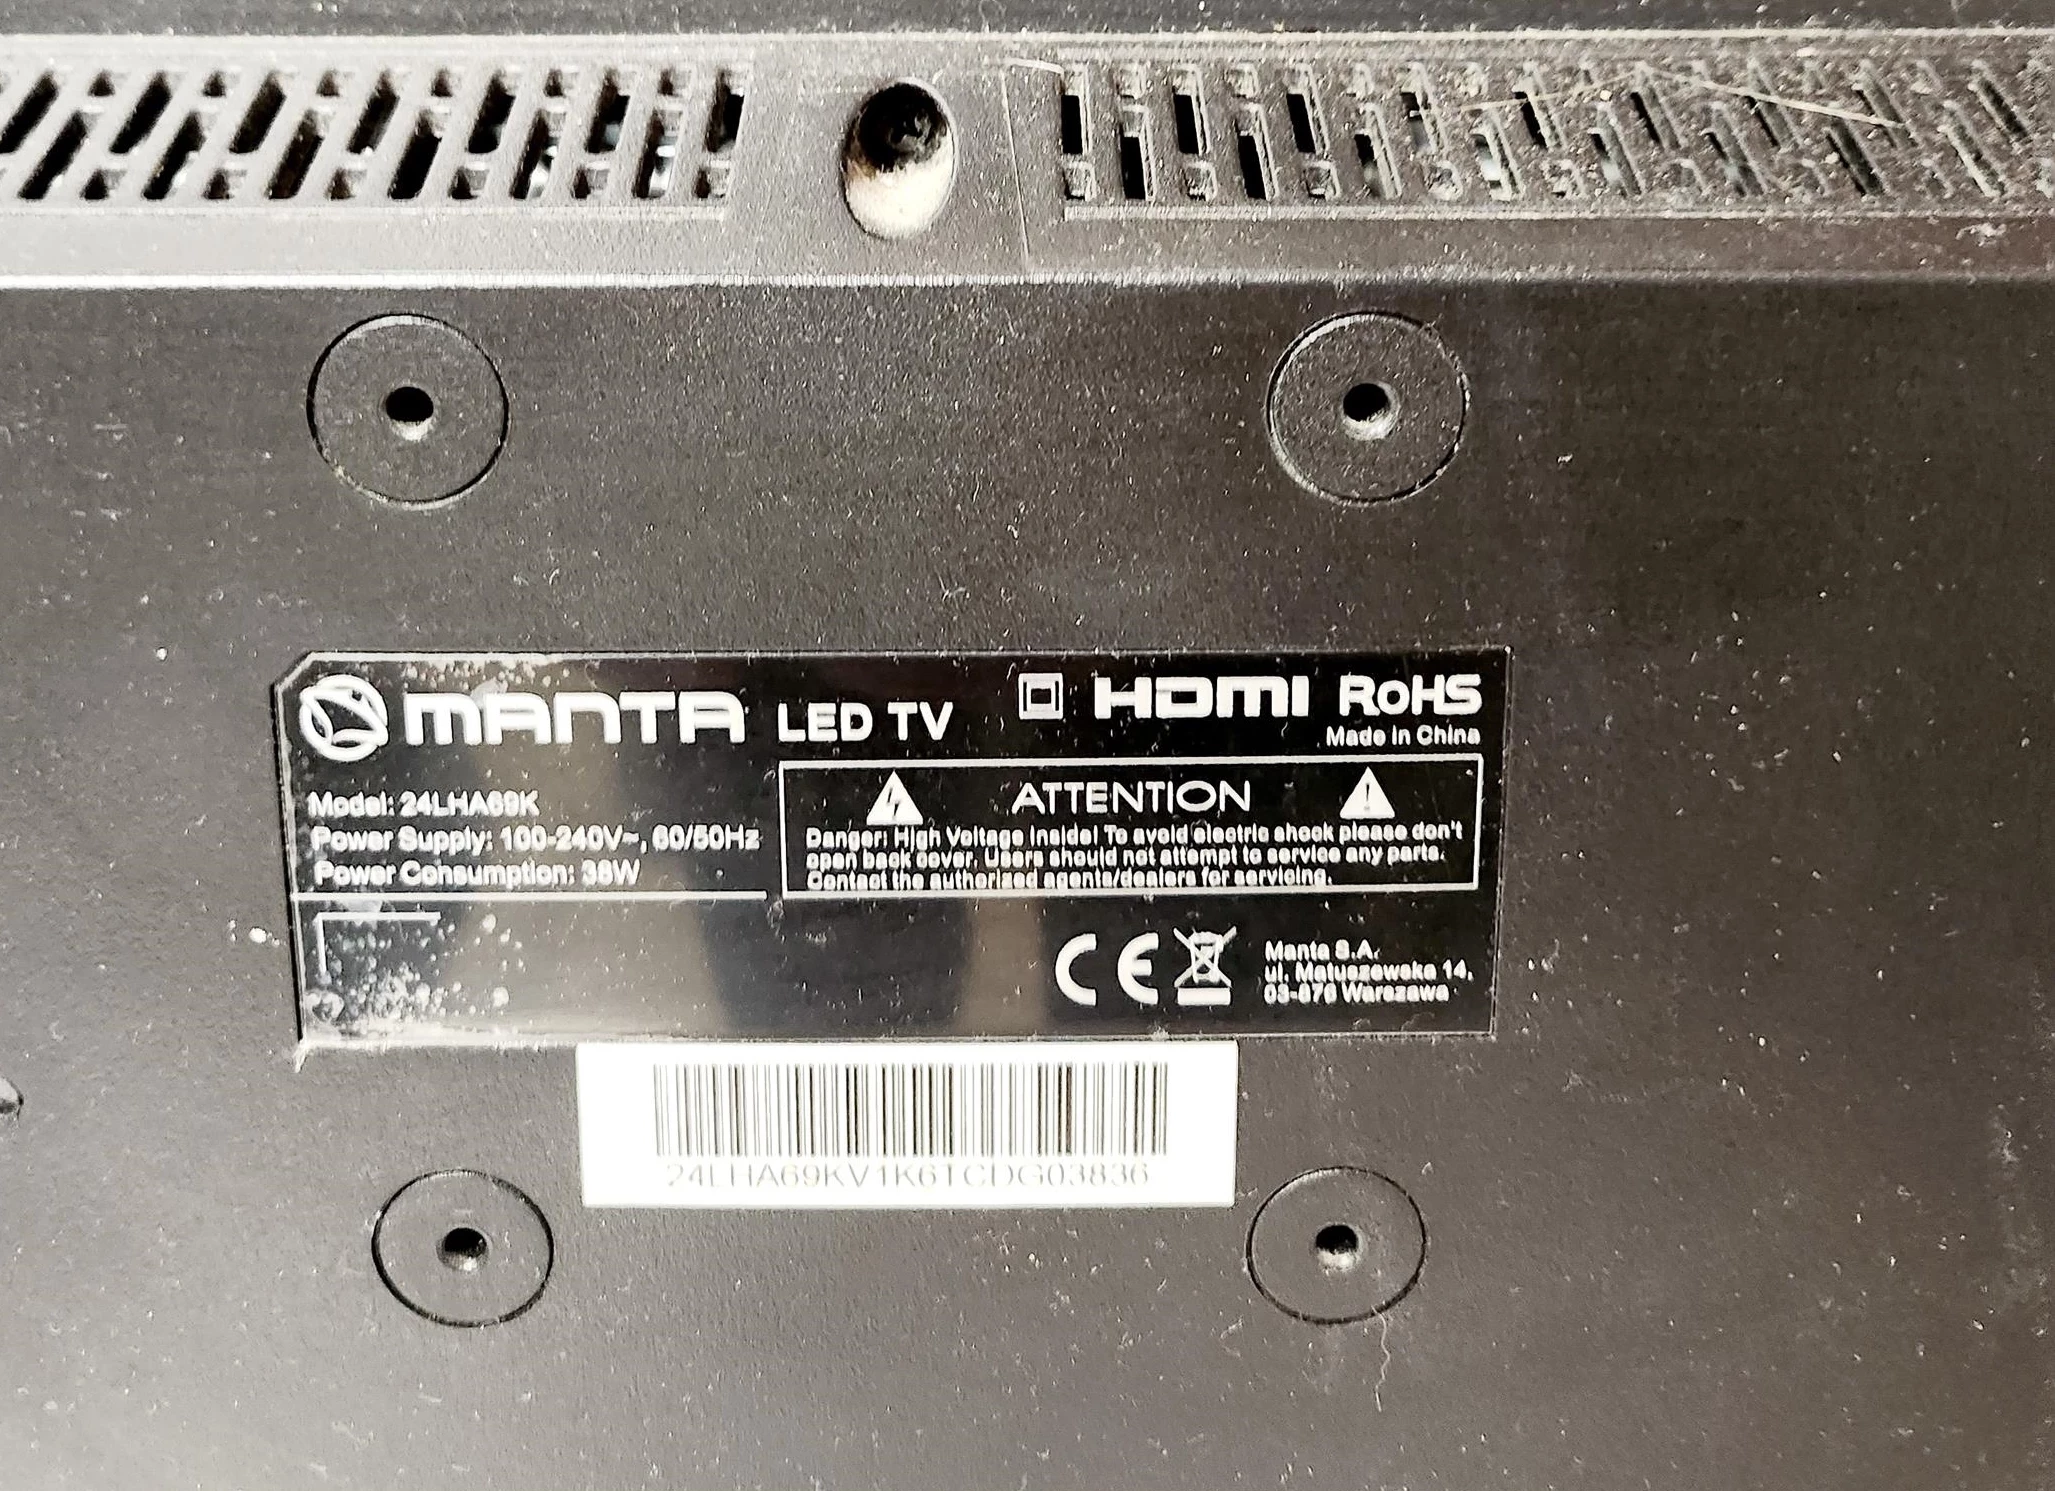 MANTA LED TV
HDMI RoHS
Made in China
Model: 24LHA69K
Power Supply: 100-240V~, 60/50Hz
Power Consumption: 38W
ATTENTION
Danger: High Voltage Inside! To avoid electric shock please don't
open back cover. Users should not attempt to service any parts.
Contact the authorized agents/dealers for servicing.
CE
Manta S.A.
ul. Matuszewska 14,
03-876 Warszawa
24LHA69KV1K6TCDG03836